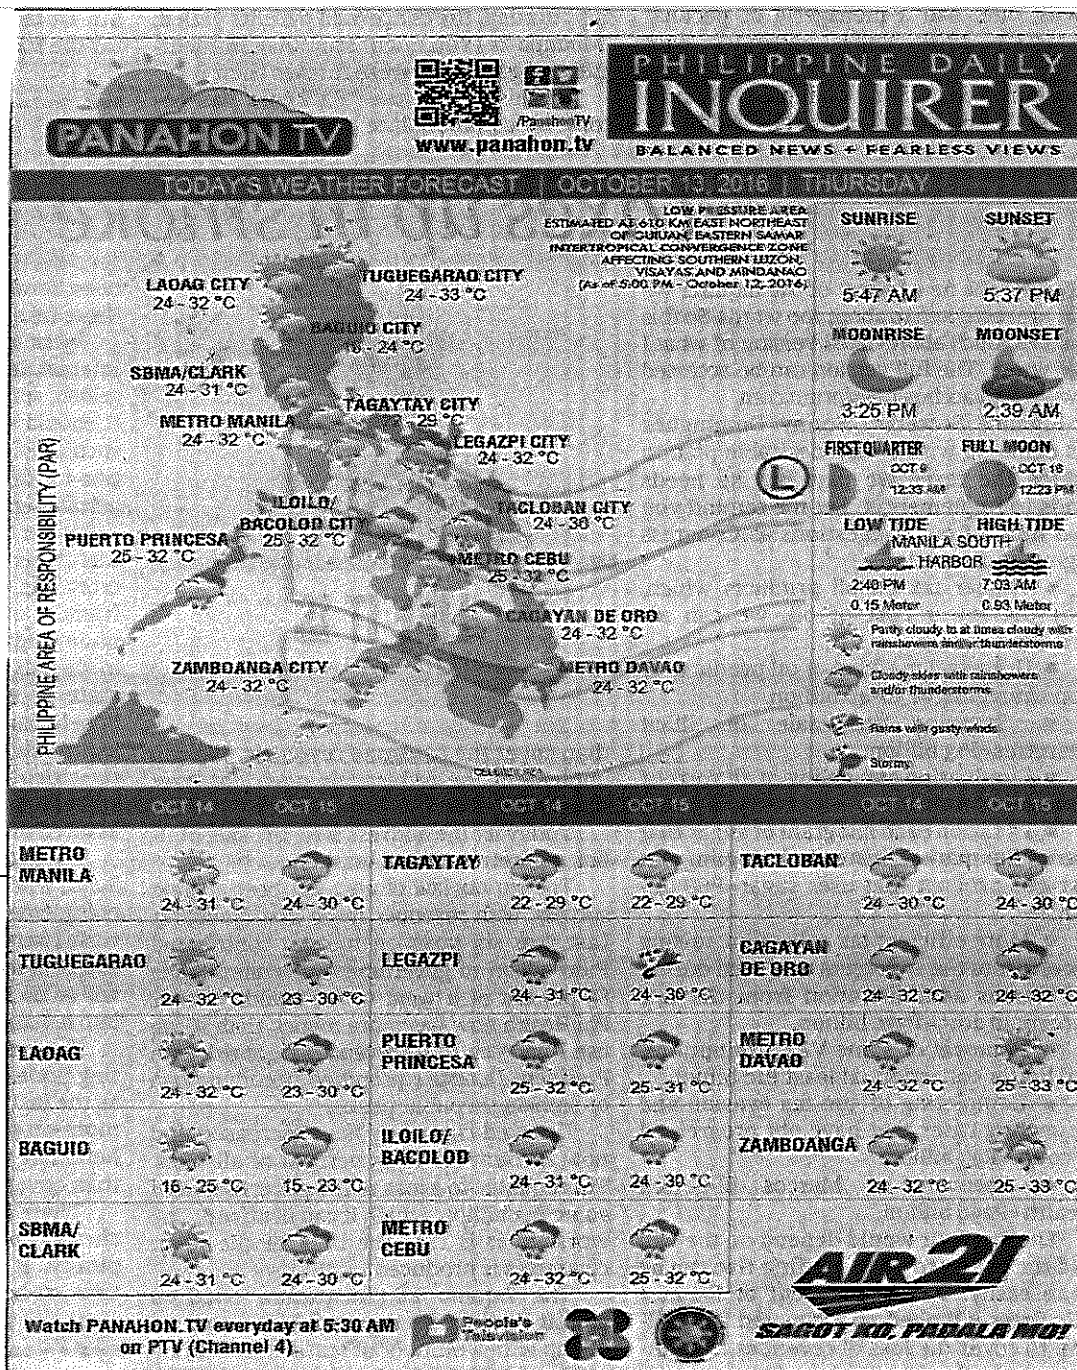 PANAHON TV
/PanahonTV
www.panahon.tv
PHILIPPINE DAILY
INQUIRER
BALANCED NEWS + FEARLESS VIEWS
TODAY'S WEATHER FORECAST | OCTOBER 13, 2016 | THURSDAY
LOW PRESSURE AREA
ESTIMATED AT 610 KM EAST NORTHEAST
OF GUIUAN, EASTERN SAMAR
INTERTROPICAL CONVERGENCE ZONE
AFFECTING SOUTHERN LUZON,
VISAYAS AND MINDANAO
(As of 5:00 PM - October 12, 2016)
LAOAG CITY
24 - 32 °C
TUGUEGARAO CITY
24 - 33 °C
BAGUIO CITY
- 24 °C
SBMA/CLARK
24 - 31 °C
METRO MANILA
24 - 32 °C
TAGAYTAY CITY
- 29 °C
LEGAZPI CITY
24 - 32 °C
ILOILO/
BACOLOD CITY
25 - 32 °C
TACLOBAN CITY
24 - 36 °C
PUERTO PRINCESA
25 - 32 °C
METRO CEBU
25 - 32 °C
CAGAYAN DE ORO
24 - 32 °C
ZAMBOANGA CITY
24 - 32 °C
METRO DAVAO
24 - 32 °C
L
PHILIPPINE AREA OF RESPONSIBILITY (PAR)
SUNRISE SUNSET
5:47 AM 5:37 PM
MOONRISE MOONSET
3:25 PM 2:39 AM
FIRST QUARTER FULL MOON
OCT 9 OCT 16
12:33 AM 12:23 PM
LOW TIDE HIGH TIDE
MANILA SOUTH
HARBOR
2:40 PM 7:03 AM
0.15 Meter 0.93 Meter
Partly cloudy to at times cloudy with
rainshowers and/or thunderstorms
Cloudy skies with rainshowers
and/or thunderstorms
Rains with gusty winds
Stormy
OCT 14 OCT 15 OCT 14 OCT 15 OCT 14 OCT 15
METRO
MANILA
24 - 31 °C 24 - 30 °C
TAGAYTAY
22 - 29 °C 22 - 29 °C
TACLOBAN
24 - 30 °C 24 - 30 °C
TUGUEGARAO
24 - 32 °C 23 - 30 °C
LEGAZPI
24 - 31 °C 24 - 30 °C
CAGAYAN
DE ORO
24 - 32 °C 24 - 32 °C
LAOAG
24 - 32 °C 23 - 30 °C
PUERTO
PRINCESA
25 - 32 °C 25 - 31 °C
METRO
DAVAO
24 - 32 °C 25 - 33 °C
BAGUIO
16 - 25 °C 15 - 23 °C
ILOILO/
BACOLOD
24 - 31 °C 24 - 30 °C
ZAMBOANGA
24 - 32 °C 25 - 33 °C
SBMA/
CLARK
24 - 31 °C 24 - 30 °C
METRO
CEBU
24 - 32 °C 25 - 32 °C
AIR 21
SAGOT KO, PADALA MO!
Watch PANAHON.TV everyday at 5:30 AM
on PTV (Channel 4).
People's
Television